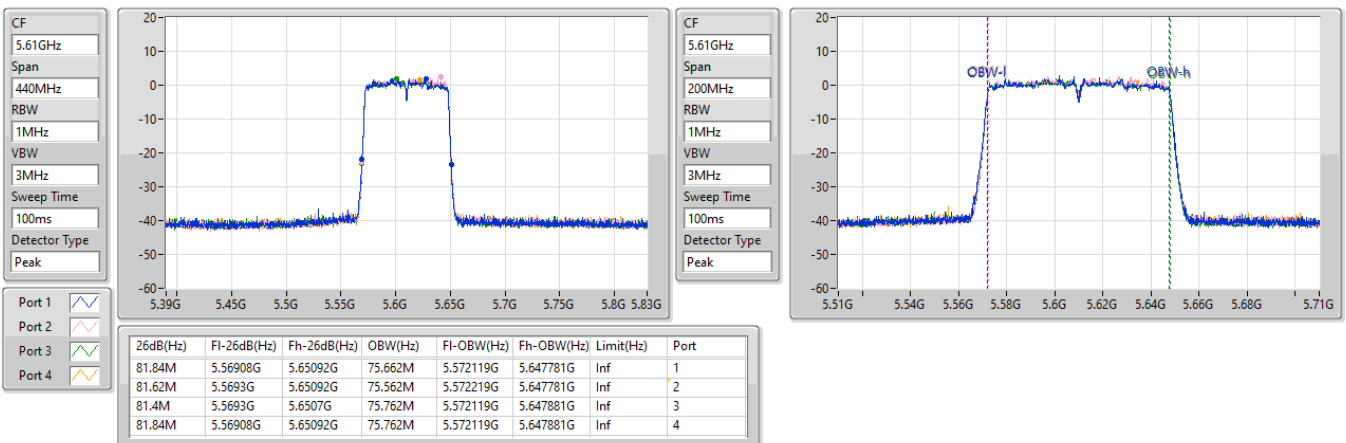 CF
5.61GHz
Span
440MHz
RBW
1MHz
VBW
3MHz
Sweep Time
100ms
Detector Type
Peak
20
10
0
-10
-20
-30
-40
-50
-60
5.39G 5.45G 5.5G 5.55G 5.6G 5.65G 5.7G 5.75G 5.8G 5.83G
CF
5.61GHz
Span
200MHz
RBW
1MHz
VBW
3MHz
Sweep Time
100ms
Detector Type
Peak
20
10
0
-10
-20
-30
-40
-50
-60
OBW-l OBW-h
5.51G 5.54G 5.56G 5.58G 5.6G 5.62G 5.64G 5.66G 5.68G 5.71G
Port 1
Port 2
Port 3
Port 4
26dB(Hz) Fl-26dB(Hz) Fh-26dB(Hz) OBW(Hz) Fl-OBW(Hz) Fh-OBW(Hz) Limit(Hz) Port
81.84M 5.56908G 5.65092G 75.662M 5.572119G 5.647781G Inf 1
81.62M 5.5693G 5.65092G 75.562M 5.572219G 5.647781G Inf 2
81.4M 5.5693G 5.6507G 75.762M 5.572119G 5.647881G Inf 3
81.84M 5.56908G 5.65092G 75.762M 5.572119G 5.647881G Inf 4